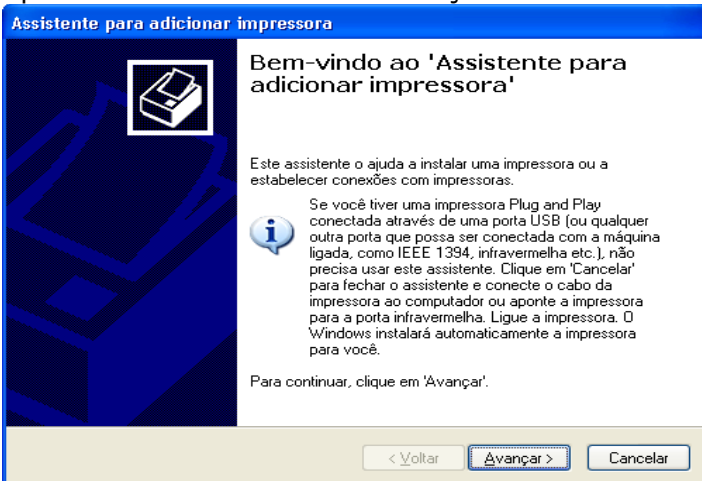 Assistente para adicionar impressora
Bem-vindo ao 'Assistente para
adicionar impressora'
Este assistente o ajuda a instalar uma impressora ou a
estabelecer conexões com impressoras.
Se você tiver uma impressora Plug and Play
conectada através de uma porta USB (ou qualquer
outra porta que possa ser conectada com a máquina
ligada, como IEEE 1394, infravermelha etc.), não
precisa usar este assistente. Clique em 'Cancelar'
para fechar o assistente e conecte o cabo da
impressora ao computador ou aponte a impressora
para a porta infravermelha. Ligue a impressora. O
Windows instalará automaticamente a impressora
para você.
Para continuar, clique em 'Avançar'.
< Voltar Avançar > Cancelar